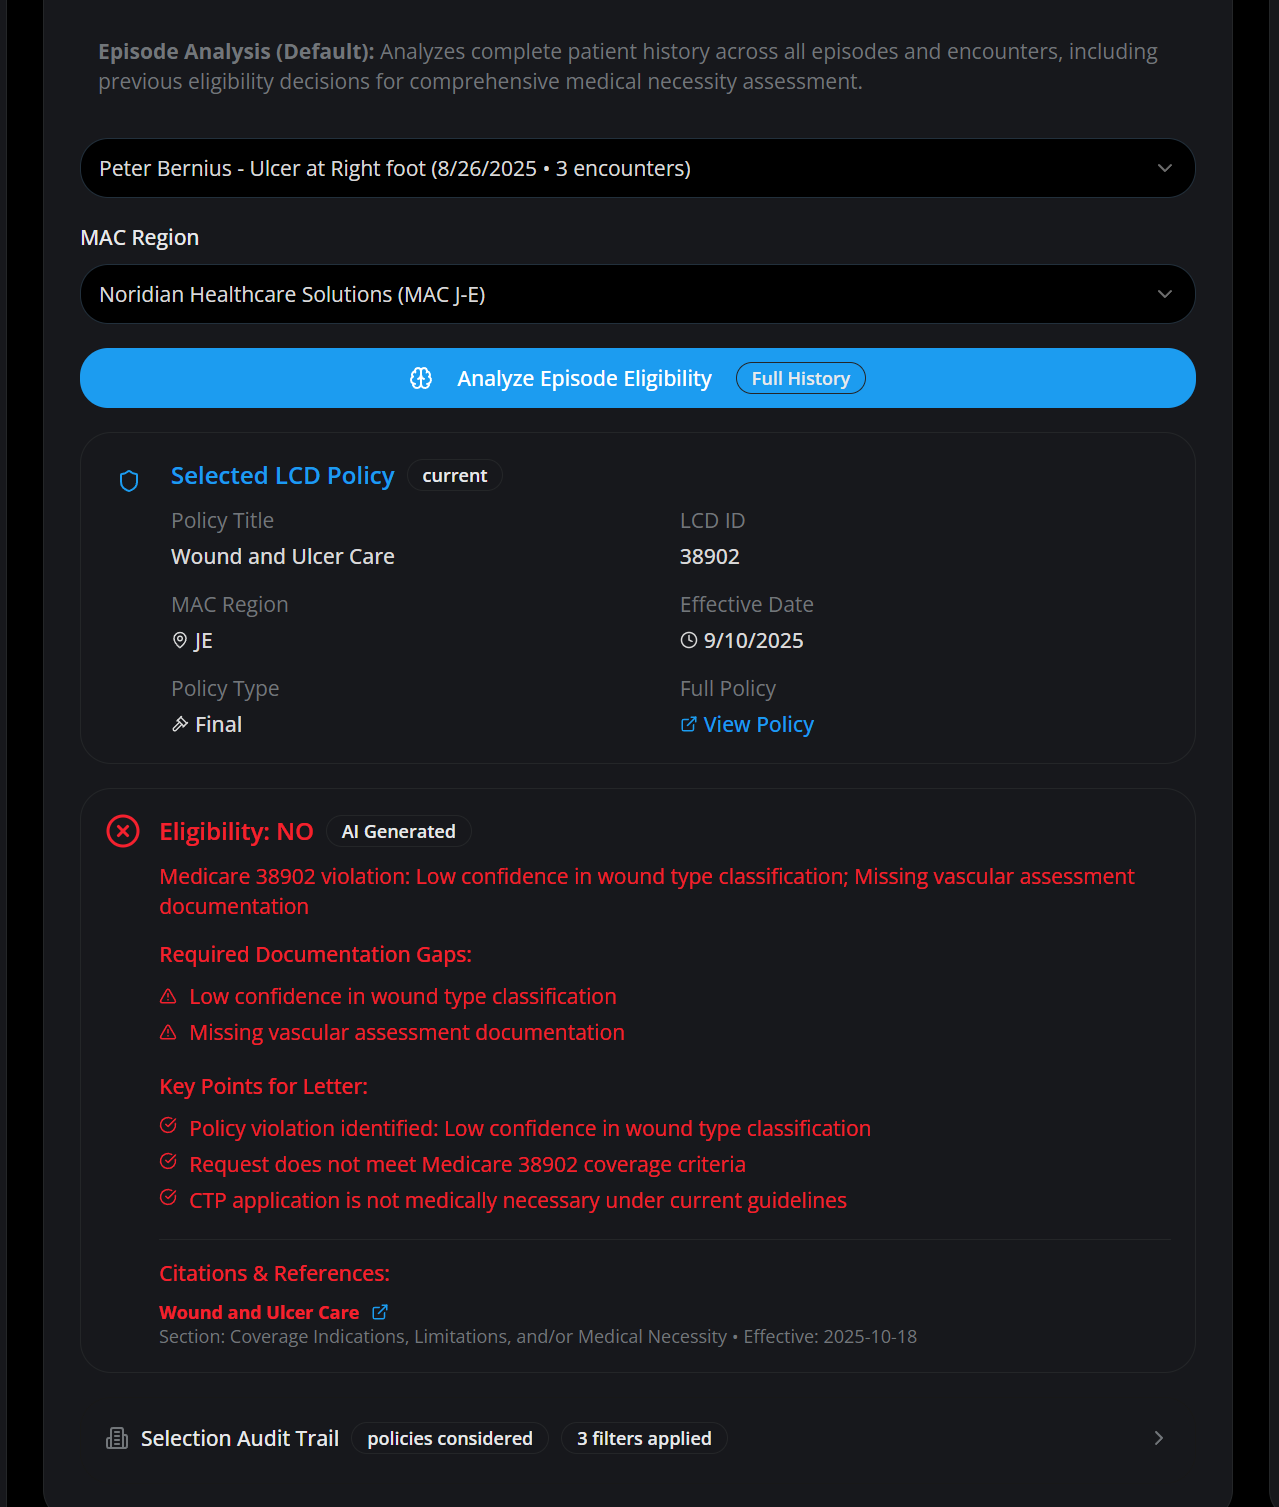 Episode Analysis (Default): Analyzes complete patient history across all episodes and encounters, including
previous eligibility decisions for comprehensive medical necessity assessment.
Peter Bernius - Ulcer at Right foot (8/26/2025 • 3 encounters)
MAC Region
Noridian Healthcare Solutions (MAC J-E)
Analyze Episode Eligibility Full History
Selected LCD Policy current
Policy Title LCD ID
Wound and Ulcer Care 38902
MAC Region Effective Date
JE 9/10/2025
Policy Type Full Policy
Final View Policy
Eligibility: NO AI Generated
Medicare 38902 violation: Low confidence in wound type classification; Missing vascular assessment
documentation
Required Documentation Gaps:
Low confidence in wound type classification
Missing vascular assessment documentation
Key Points for Letter:
Policy violation identified: Low confidence in wound type classification
Request does not meet Medicare 38902 coverage criteria
CTP application is not medically necessary under current guidelines
Citations & References:
Wound and Ulcer Care
Section: Coverage Indications, Limitations, and/or Medical Necessity • Effective: 2025-10-18
Selection Audit Trail policies considered 3 filters applied